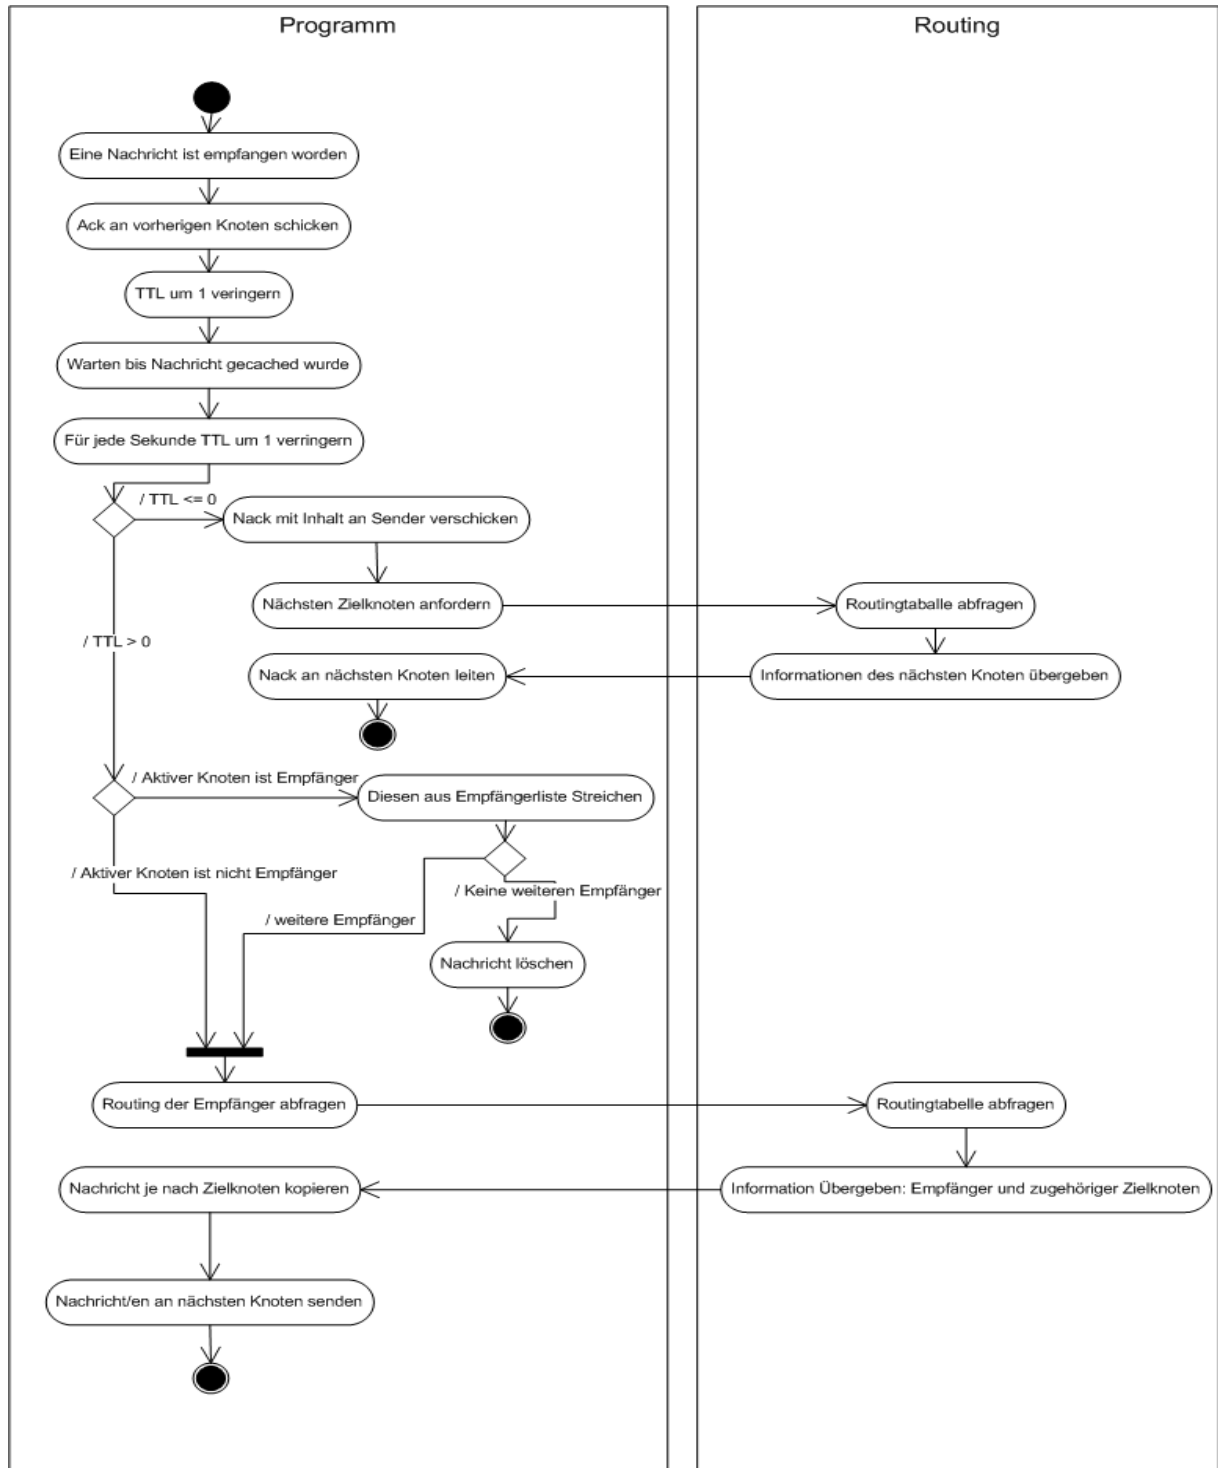 Programm
Routing
Eine Nachricht ist empfangen worden
Ack an vorherigen Knoten schicken
TTL um 1 veringern
Warten bis Nachricht gecached wurde
Für jede Sekunde TTL um 1 verringern
/ TTL <= 0
Nack mit Inhalt an Sender verschicken
Nächsten Zielknoten anfordern
Routingtaballe abfragen
/ TTL > 0
Nack an nächsten Knoten leiten
Informationen des nächsten Knoten übergeben
/ Aktiver Knoten ist Empfänger
Diesen aus Empfängerliste Streichen
/ Aktiver Knoten ist nicht Empfänger
/ Keine weiteren Empfänger
/ weitere Empfänger
Nachricht löschen
Routing der Empfänger abfragen
Routingtabelle abfragen
Nachricht je nach Zielknoten kopieren
Information Übergeben: Empfänger und zugehöriger Zielknoten
Nachricht/en an nächsten Knoten senden